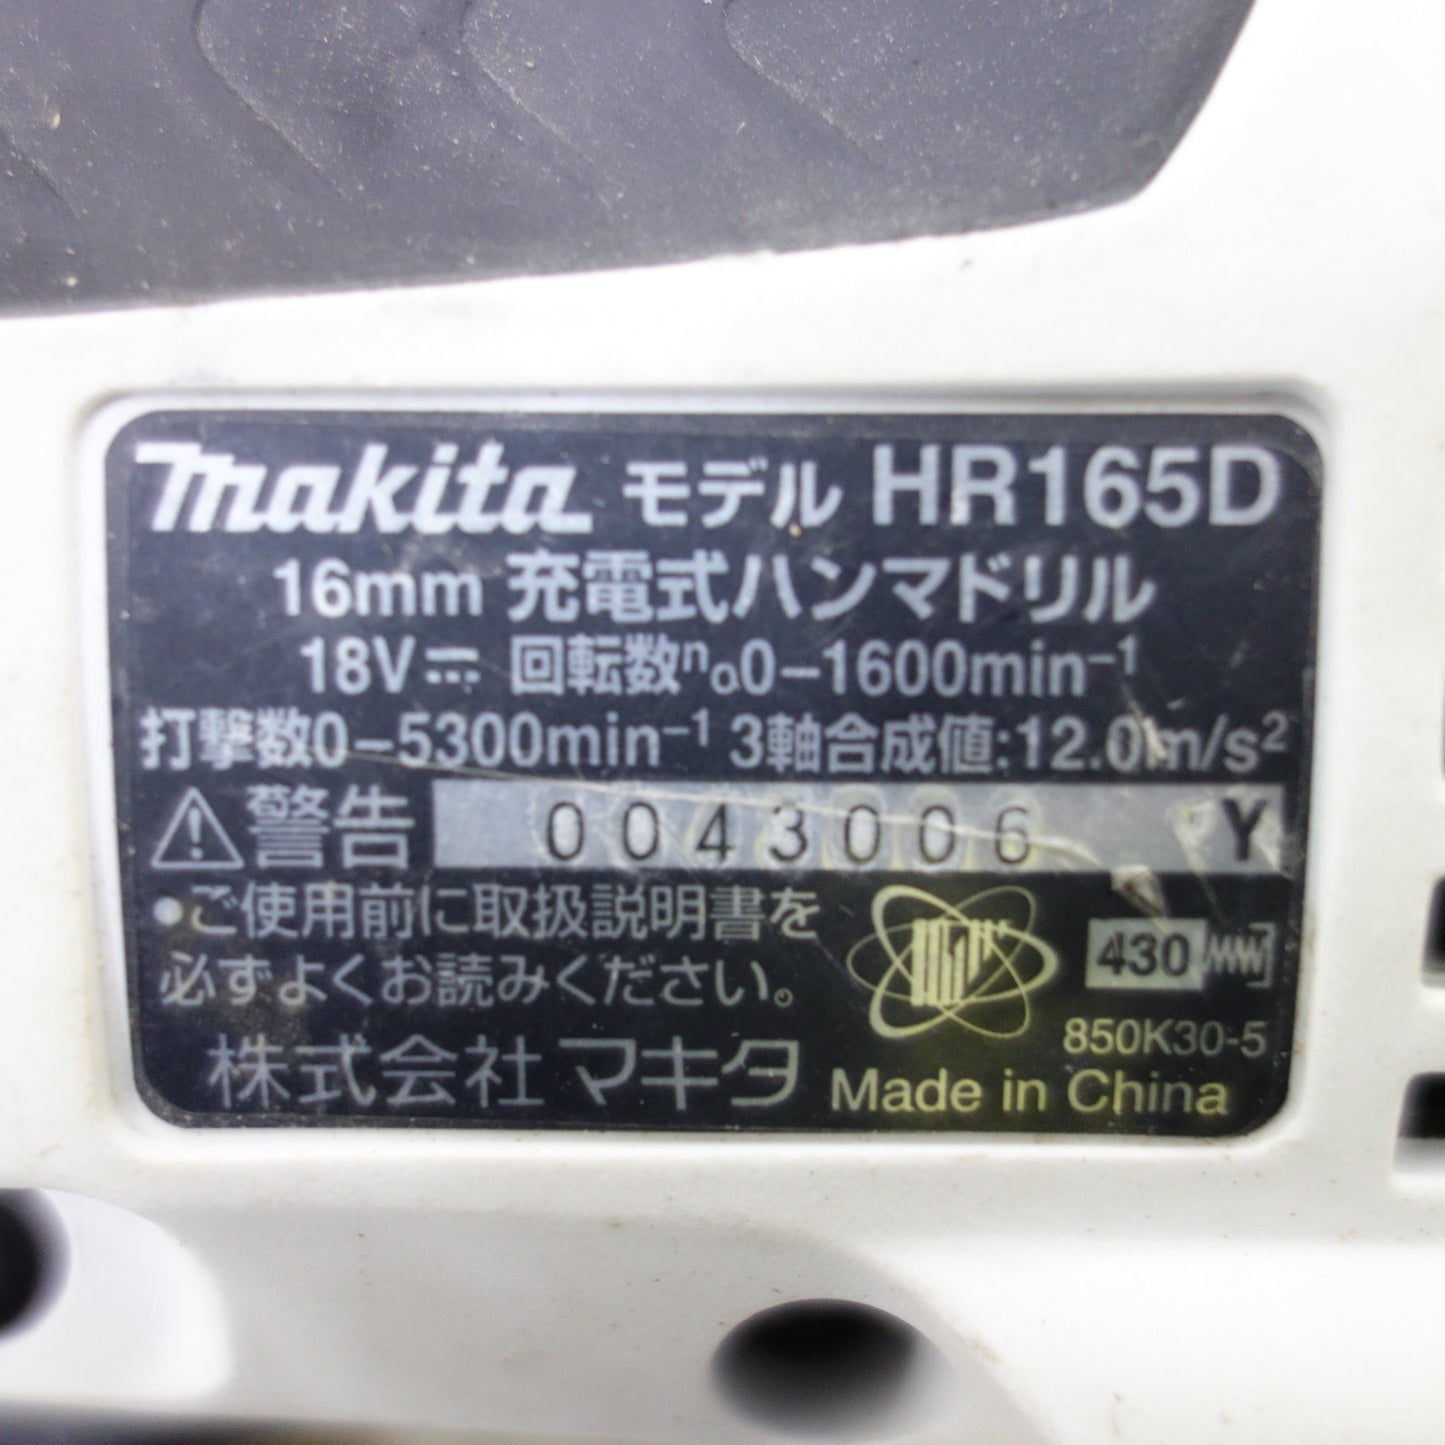 makita モデル HR165D
16mm 充電式ハンマドリル
18V⎓ 回転数n₀0-1600min⁻¹
打撃数0-5300min⁻¹ 3軸合成値:12.0m/s²
⚠警告 0043006 Y
•ご使用前に取扱説明書を
必ずよくお読みください。
430
850K30-5
株式会社マキタ Made in China